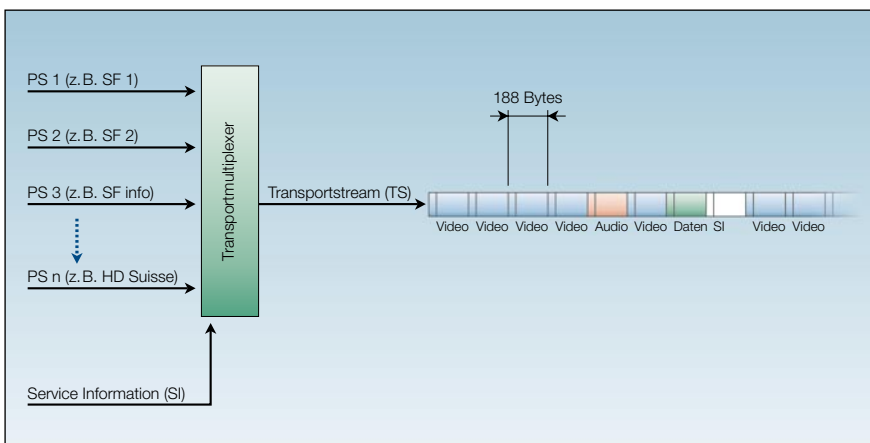 PS 1 (z.B. SF 1)
PS 2 (z.B. SF 2)
PS 3 (z.B. SF info)
PS n (z.B. HD Suisse)
Service Information (SI)
Transportmultiplexer
Transportstream (TS)
188 Bytes
Video Video Video Video Audio Video Daten SI Video Video